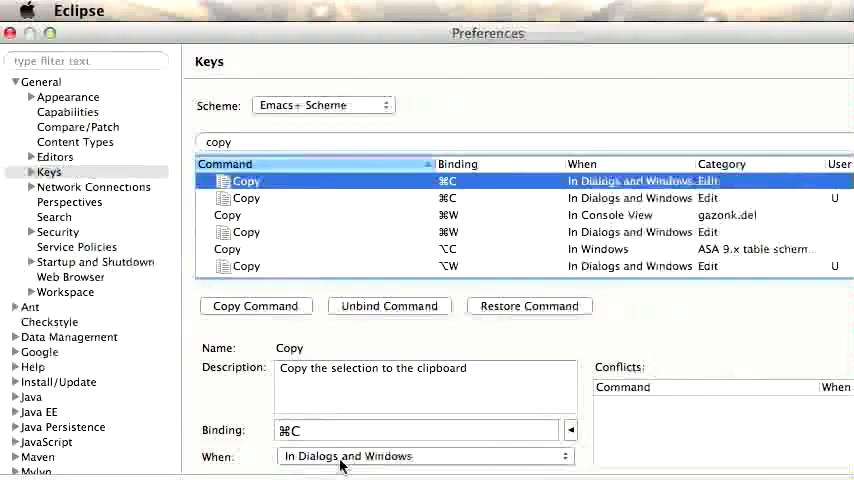 Eclipse
Preferences
type filter text
General
Appearance
Capabilities
Compare/Patch
Content Types
Editors
Keys
Network Connections
Perspectives
Search
Security
Service Policies
Startup and Shutdown
Web Browser
Workspace
Ant
Checkstyle
Data Management
Google
Help
Install/Update
Java
Java EE
Java Persistence
JavaScript
Maven
Mylyn
Keys
Scheme: Emacs+ Scheme
copy
Command Binding When Category User
Copy ⌘C In Dialogs and Windows Edit
Copy ⌘C In Dialogs and Windows Edit U
Copy ⌘W In Console View gazonk.del
Copy ⌘W In Dialogs and Windows Edit
Copy ⌥C In Windows ASA 9.x table schem...
Copy ⌥W In Dialogs and Windows Edit U
Copy Command Unbind Command Restore Command
Name: Copy
Description: Copy the selection to the clipboard
Conflicts:
Command When
Binding: ⌘C
When: In Dialogs and Windows